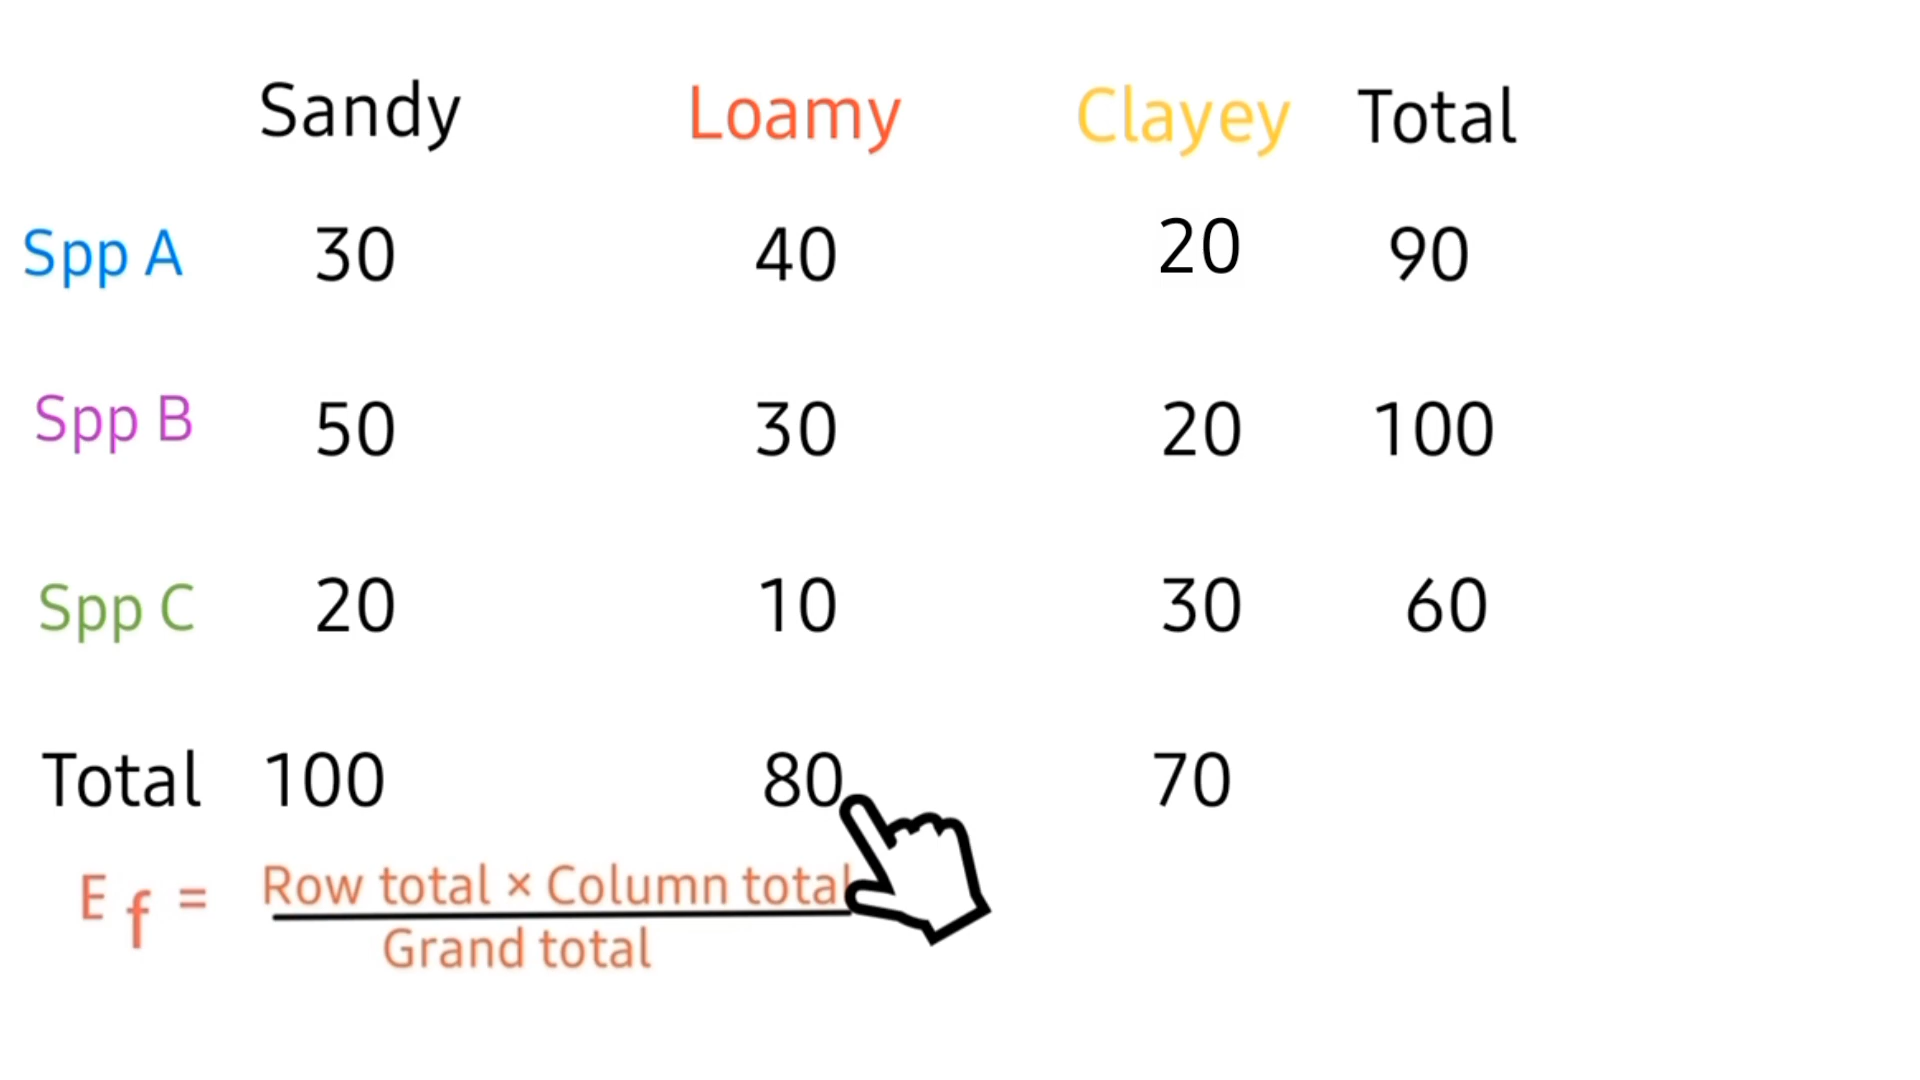 Sandy Loamy Clayey Total
Spp A 30 40 20 90
Spp B 50 30 20 100
Spp C 20 10 30 60
Total 100 80 70
E f = Row total × Column total
Grand total